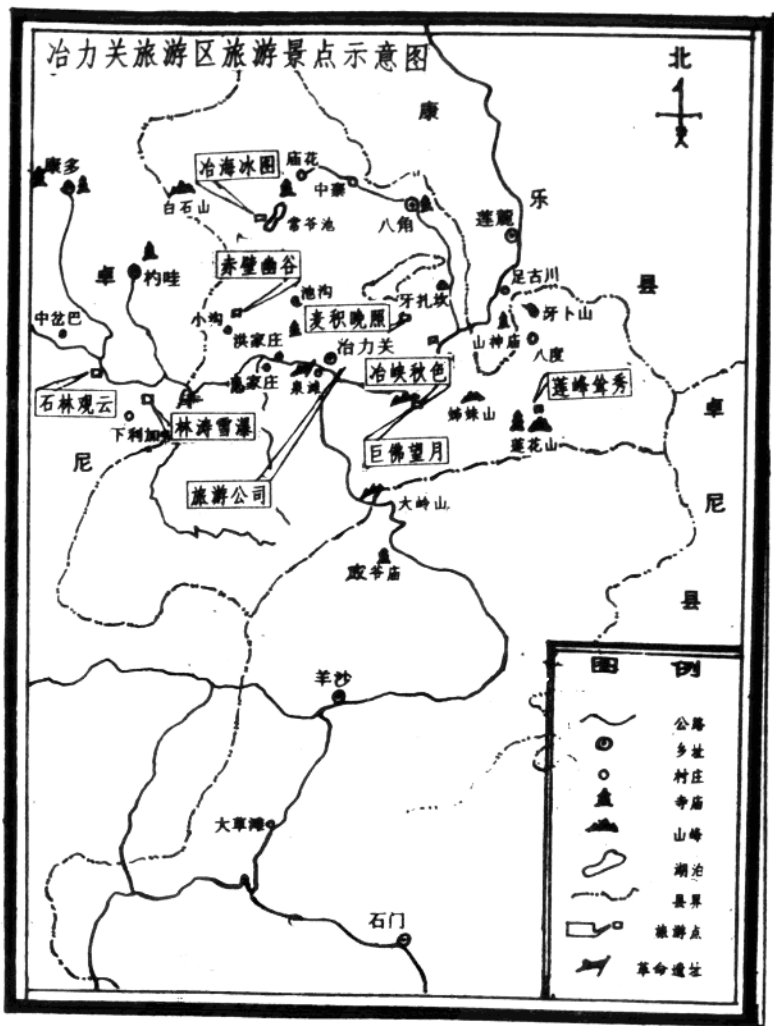 冶力关旅游区旅游景点示意图
北
康
乐
县
康多
冶海冰图
庙花
中寨
白石山
常爷池
八角
莲麓
卓
杓哇
赤壁幽谷
池沟
足古川
牙扎坎
牙卜山
中岔巴
小沟
麦积晚照
山神庙
洪家庄
冶力关
八度
泉滩
冶峡秋色
莲峰耸秀
石林观云
姊妹山
卓
林涛雪瀑
下利加
巨佛望月
莲花山
尼
旅游公司
大岭山
尼
爷庙
县
羊沙
大草滩
石门
图例
公路
乡址
村庄
寺庙
山峰
湖泊
县界
旅游点
革命遗址